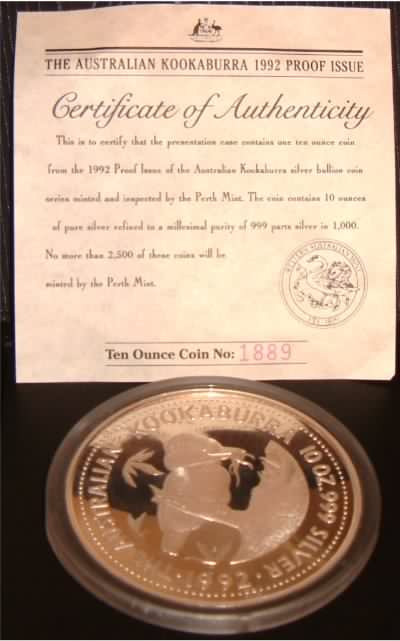 THE AUSTRALIAN KOOKABURRA 1992 PROOF ISSUE
Certificate of Authenticity
This is to certify that the presentation case contains one ten ounce coin
from the 1992 Proof Issue of the Australian Kookaburra silver bullion coin
series minted and inspected by the Perth Mint. The coin contains 10 ounces
of pure silver refined to a millesimal purity of 999 parts silver in 1,000.
No more than 2,500 of these coins will be
minted by the Perth Mint.
WESTERN AUSTRALIAN MINT
Ten Ounce Coin No: 1889
THE AUSTRALIAN KOOKABURRA 10 OZ 999 SILVER
· 1992 ·